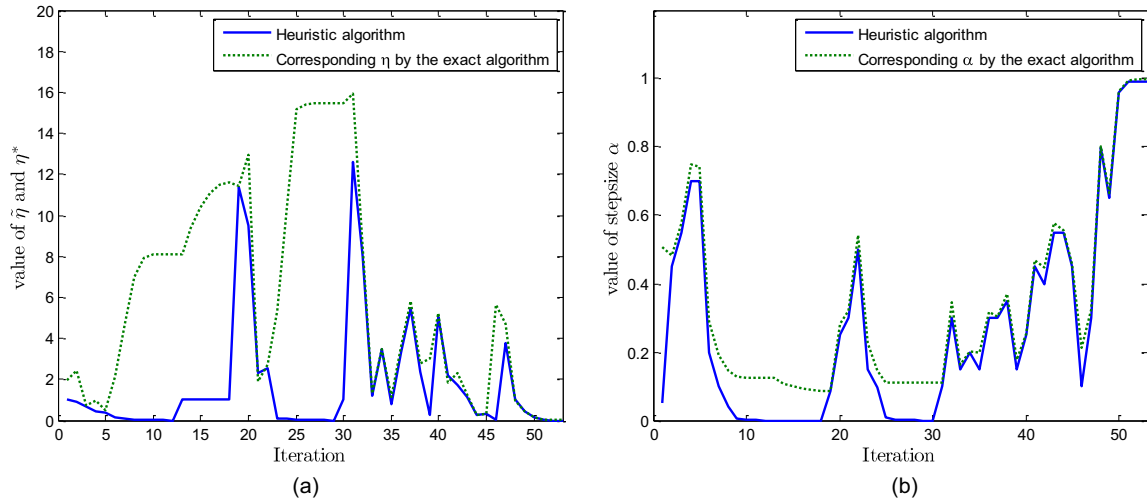 Heuristic algorithm
Corresponding η by the exact algorithm
value of η̃ and η*
20
18
16
14
12
10
8
6
4
2
0
0 5 10 15 20 25 30 35 40 45 50
Iteration
(a)
Heuristic algorithm
Corresponding α by the exact algorithm
value of stepsize α
1
0.8
0.6
0.4
0.2
0
0 10 20 30 40 50
Iteration
(b)